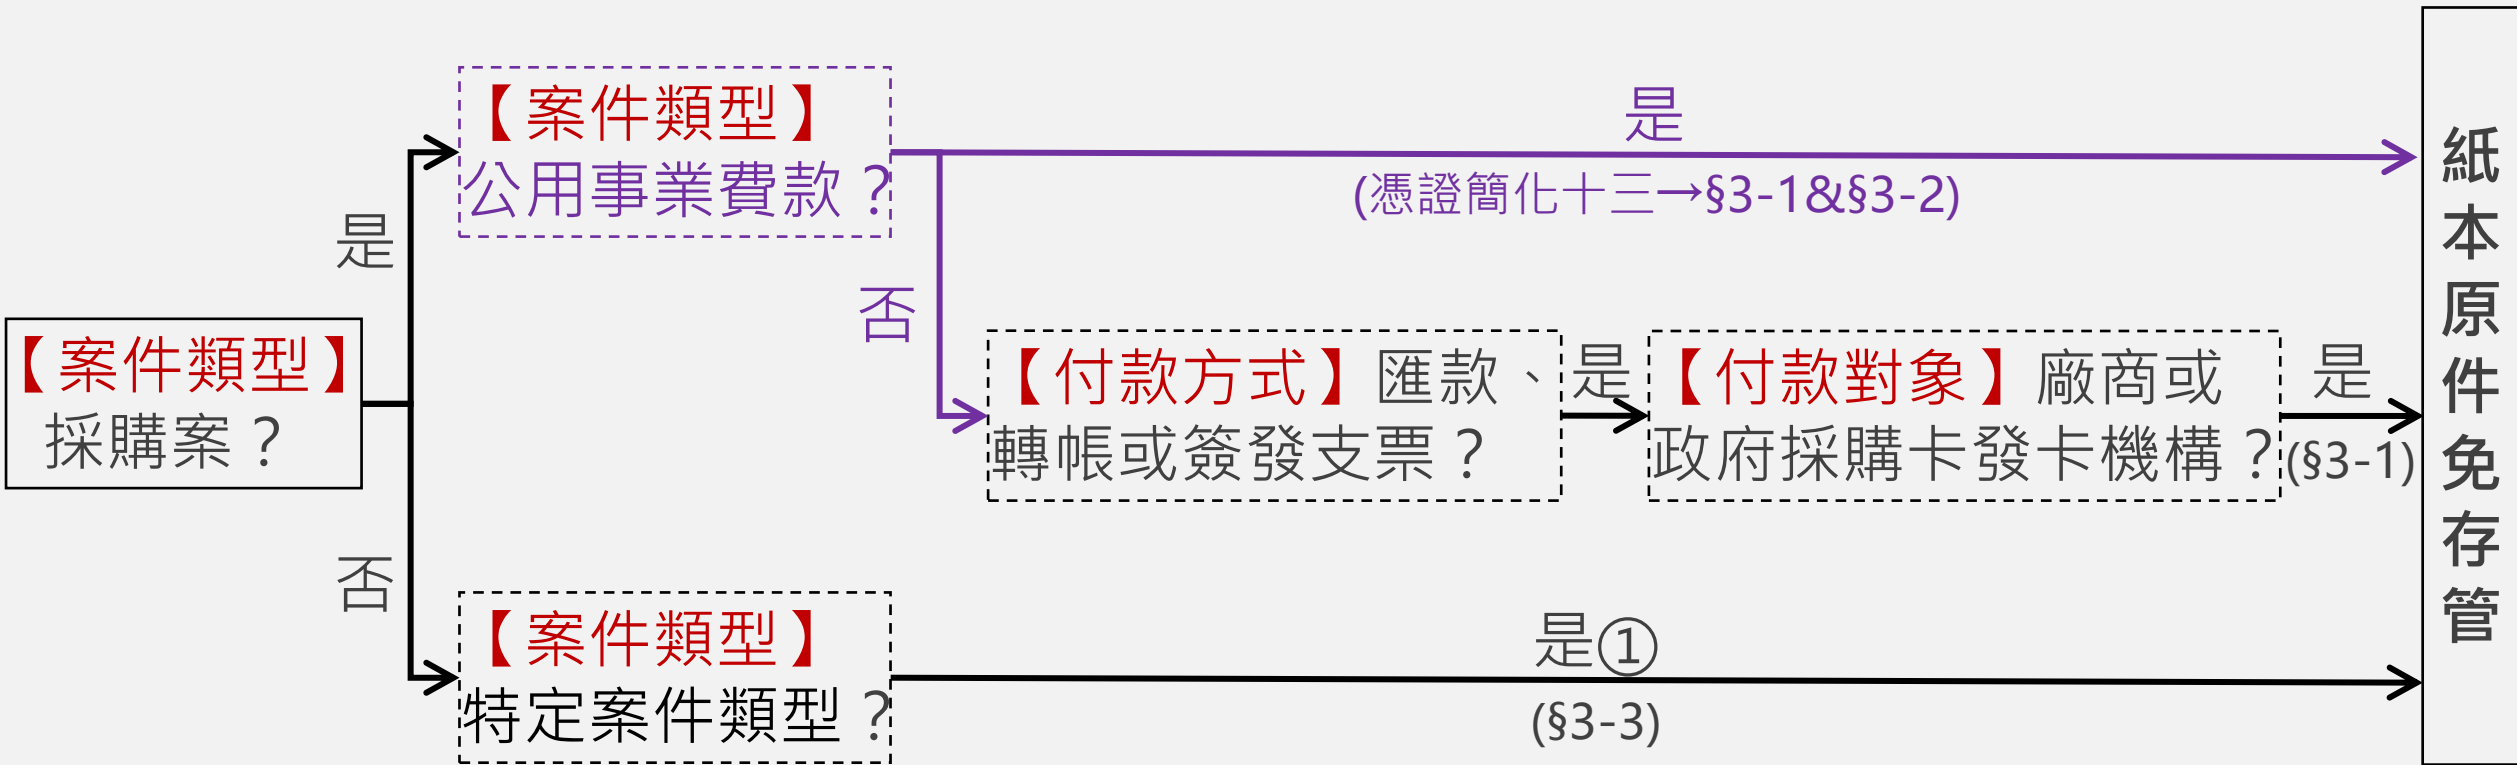 【案件類型】
採購案？
是
否
【案件類型】
公用事業費款？
是
(憑證簡化十三→§3-1&§3-2)
否
【付款方式】匯款、
轉帳或簽發支票？
是
【付款對象】廠商或
政府採購卡發卡機構？
是
(§3-1)
【案件類型】
特定案件類型？
是①
(§3-3)
紙本原件免存管